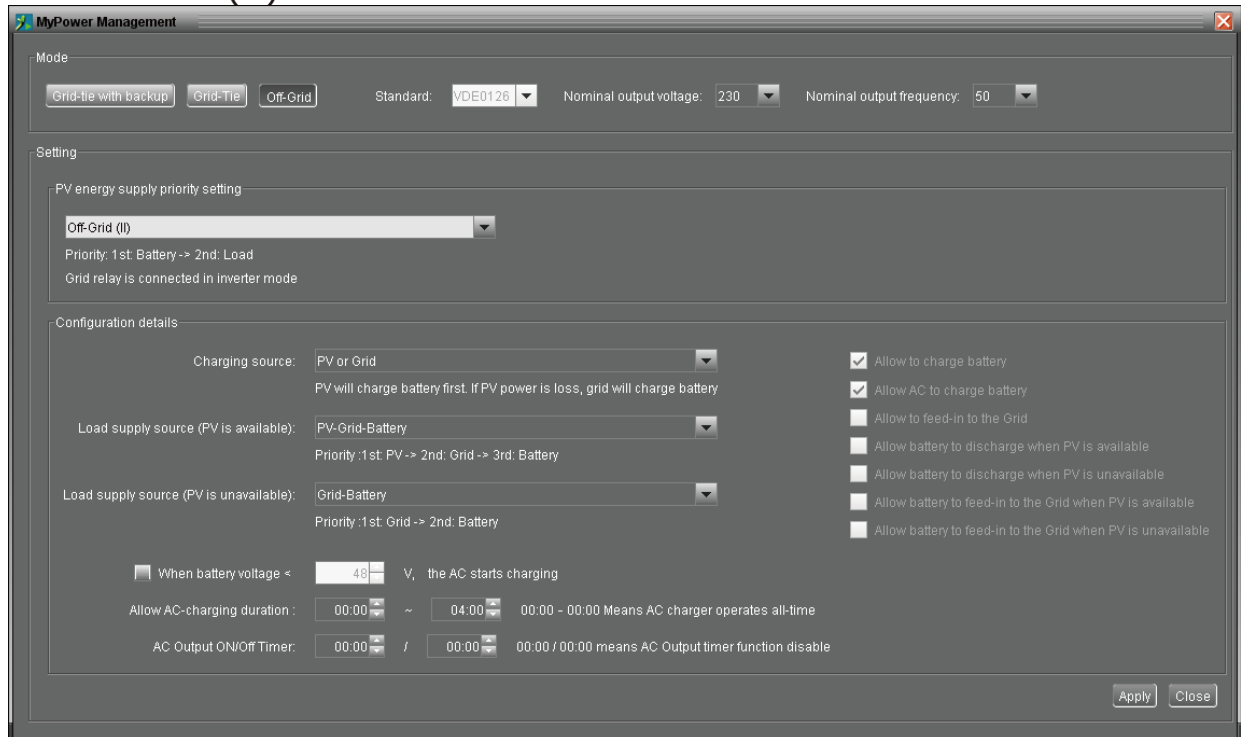 MyPower Management
Mode
Grid-tie with backup Grid-Tie Off-Grid Standard: VDE0126 Nominal output voltage: 230 Nominal output frequency: 50
Setting
PV energy supply priority setting
Off-Grid (II)
Priority: 1st: Battery -> 2nd: Load
Grid relay is connected in inverter mode
Configuration details
Charging source: PV or Grid
PV will charge battery first. If PV power is loss, grid will charge battery
Load supply source (PV is available): PV-Grid-Battery
Priority :1st: PV -> 2nd: Grid -> 3rd: Battery
Load supply source (PV is unavailable): Grid-Battery
Priority :1st: Grid -> 2nd: Battery
Allow to charge battery
Allow AC to charge battery
Allow to feed-in to the Grid
Allow battery to discharge when PV is available
Allow battery to discharge when PV is unavailable
Allow battery to feed-in to the Grid when PV is available
Allow battery to feed-in to the Grid when PV is unavailable
When battery voltage < 48 V, the AC starts charging
Allow AC-charging duration : 00:00 ~ 04:00 00:00 - 00:00 Means AC charger operates all-time
AC Output ON/Off Timer: 00:00 / 00:00 00:00 / 00:00 means AC Output timer function disable
Apply Close